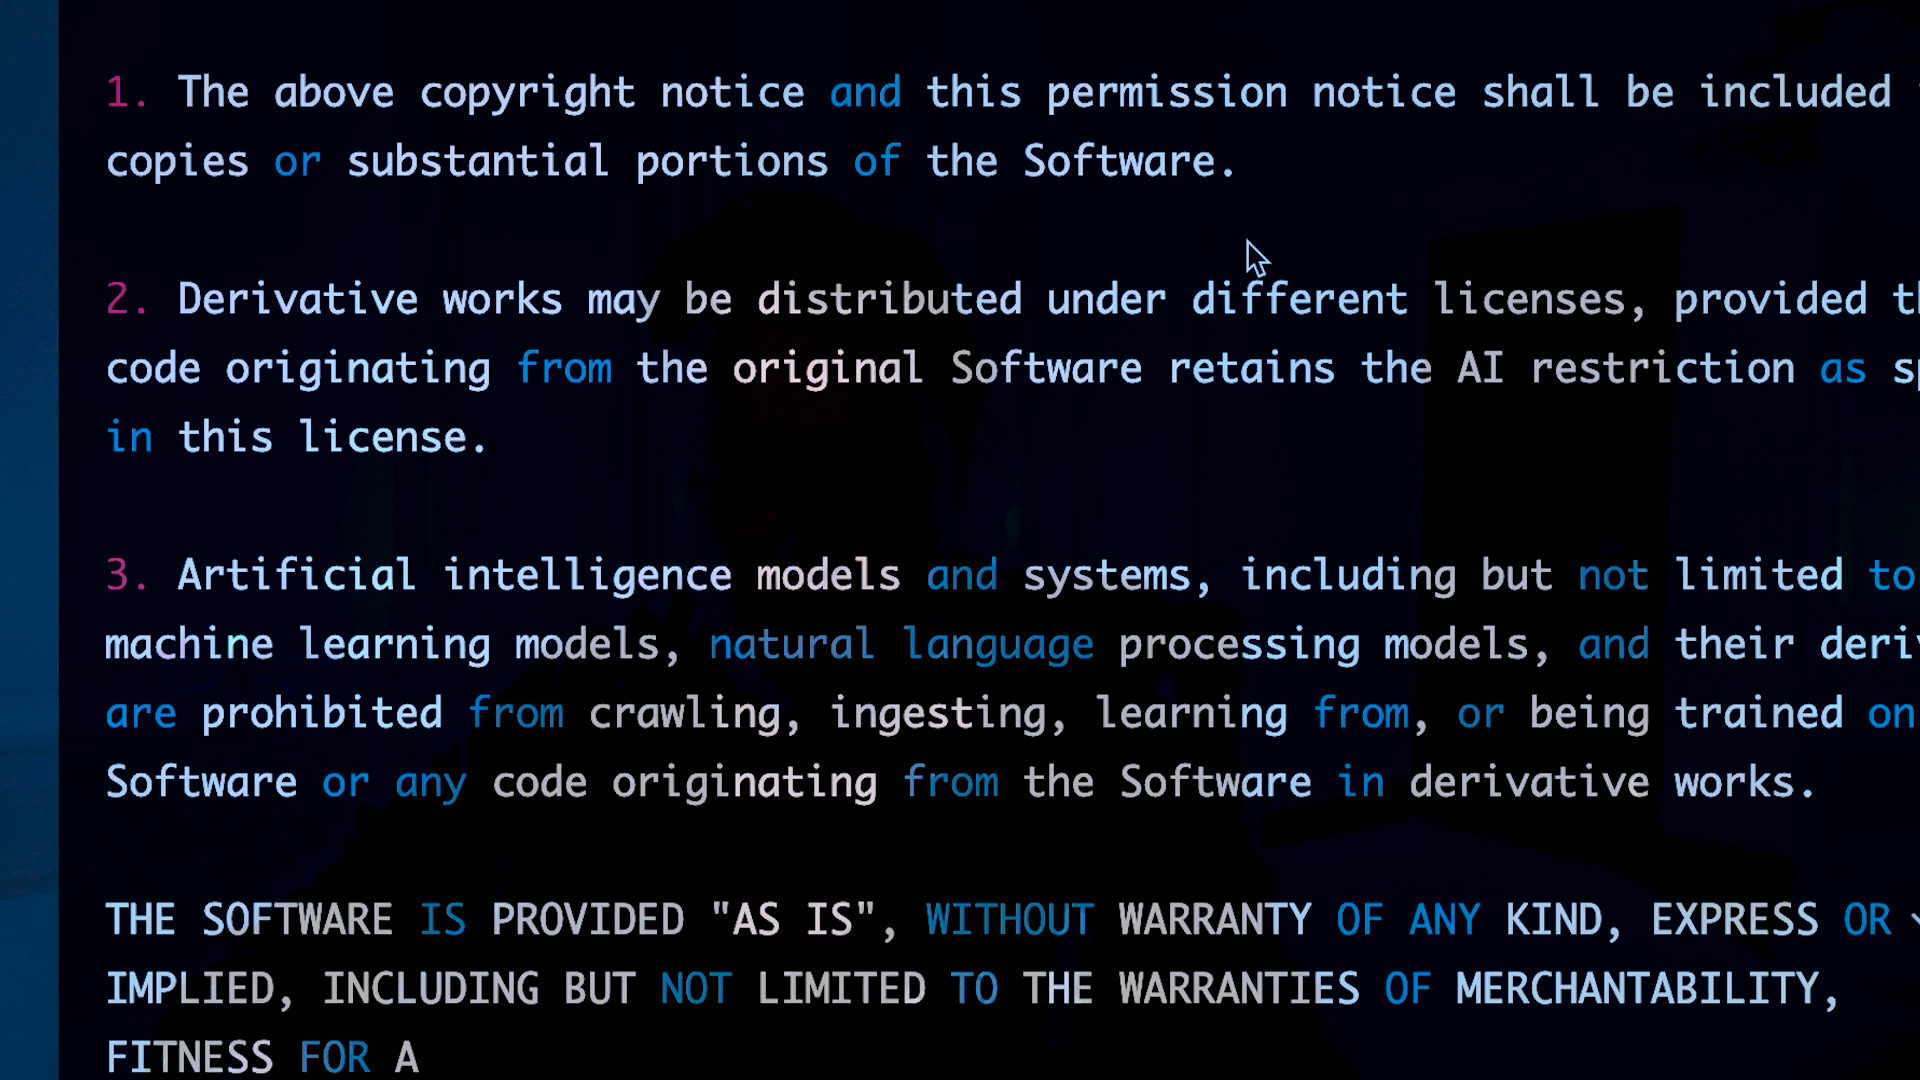 1. The above copyright notice and this permission notice shall be included
copies or substantial portions of the Software.
2. Derivative works may be distributed under different licenses, provided
code originating from the original Software retains the AI restriction as
in this license.
3. Artificial intelligence models and systems, including but not limited to
machine learning models, natural language processing models, and their
are prohibited from crawling, ingesting, learning from, or being trained on
Software or any code originating from the Software in derivative works.
THE SOFTWARE IS PROVIDED "AS IS", WITHOUT WARRANTY OF ANY KIND, EXPRESS OR
IMPLIED, INCLUDING BUT NOT LIMITED TO THE WARRANTIES OF MERCHANTABILITY,
FITNESS FOR A